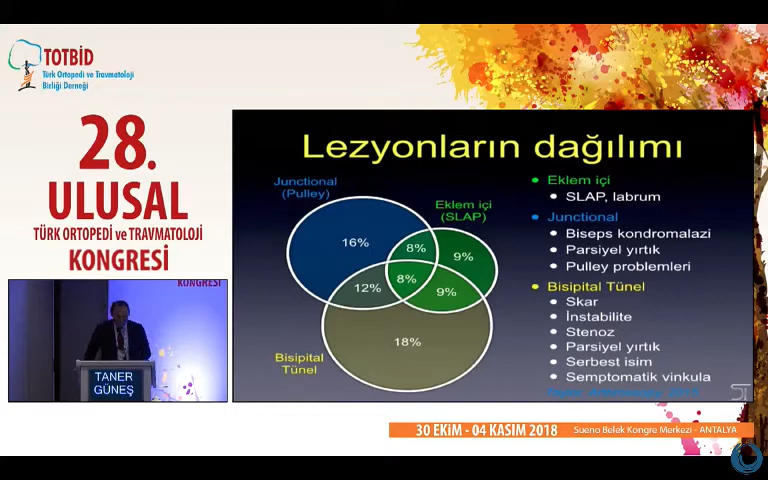 TOTBİD
Türk Ortopedi ve Travmatoloji
Birliği Derneği
28.
ULUSAL
TÜRK ORTOPEDİ ve TRAVMATOLOJİ
KONGRESİ
KONGRESİ
TANER
GÜNEŞ
Lezyonların dağılımı
Junctional
(Pulley)
Eklem içi
(SLAP)
16%
8%
9%
8%
12%
9%
18%
Bisipital
Tünel
Eklem içi
SLAP, labrum
Junctional
Biseps kondromalazi
Parsiyel yırtık
Pulley problemleri
Bisipital Tünel
Skar
İnstabilite
Stenoz
Parsiyel yırtık
Serbest isim
Semptomatik vinkula
30 EKİM - 04 KASIM 2018 Sueno Belek Kongre Merkezi - ANTALYA